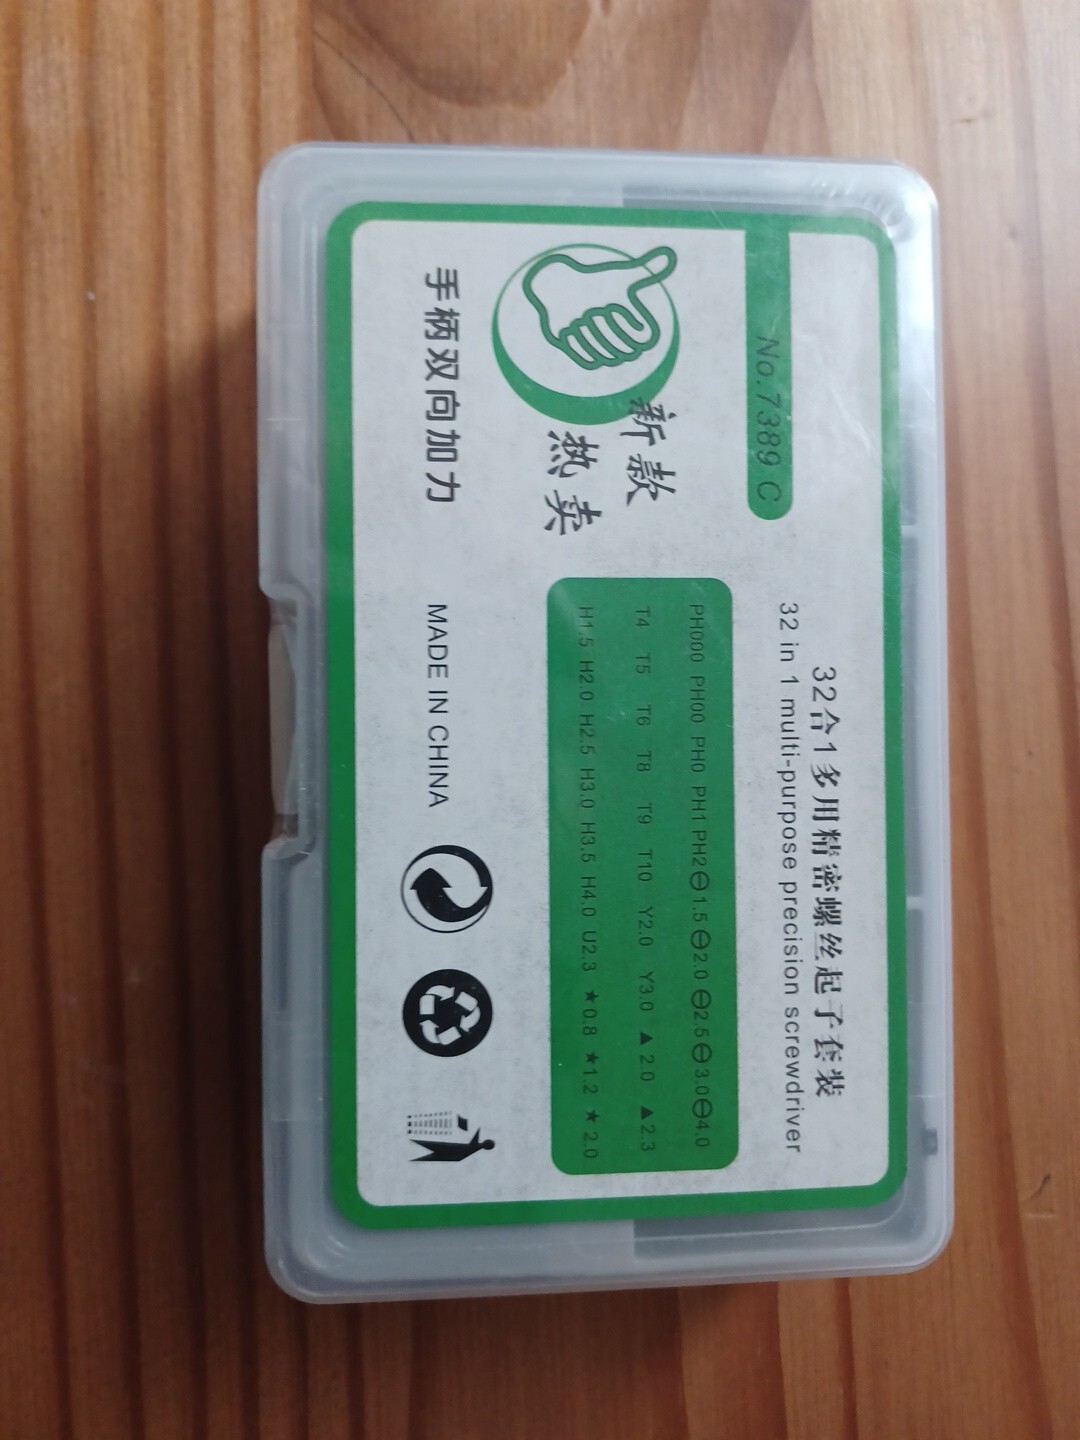 No.7389 C
32合1多用精密螺丝起子套装
32 in 1 multi-purpose precision screwdriver
新款
热卖
PH000 PH00 PH0 PH1 PH2⊖1.5⊖2.0⊖2.5⊖3.0⊖4.0
T4 T5 T6 T8 T9 T10 Y2.0 Y3.0 ▲2.0 ▲2.3
H1.5 H2.0 H2.5 H3.0 H3.5 H4.0 U2.3 ★0.8 ★1.2 ★2.0
手柄双向加力
MADE IN CHINA